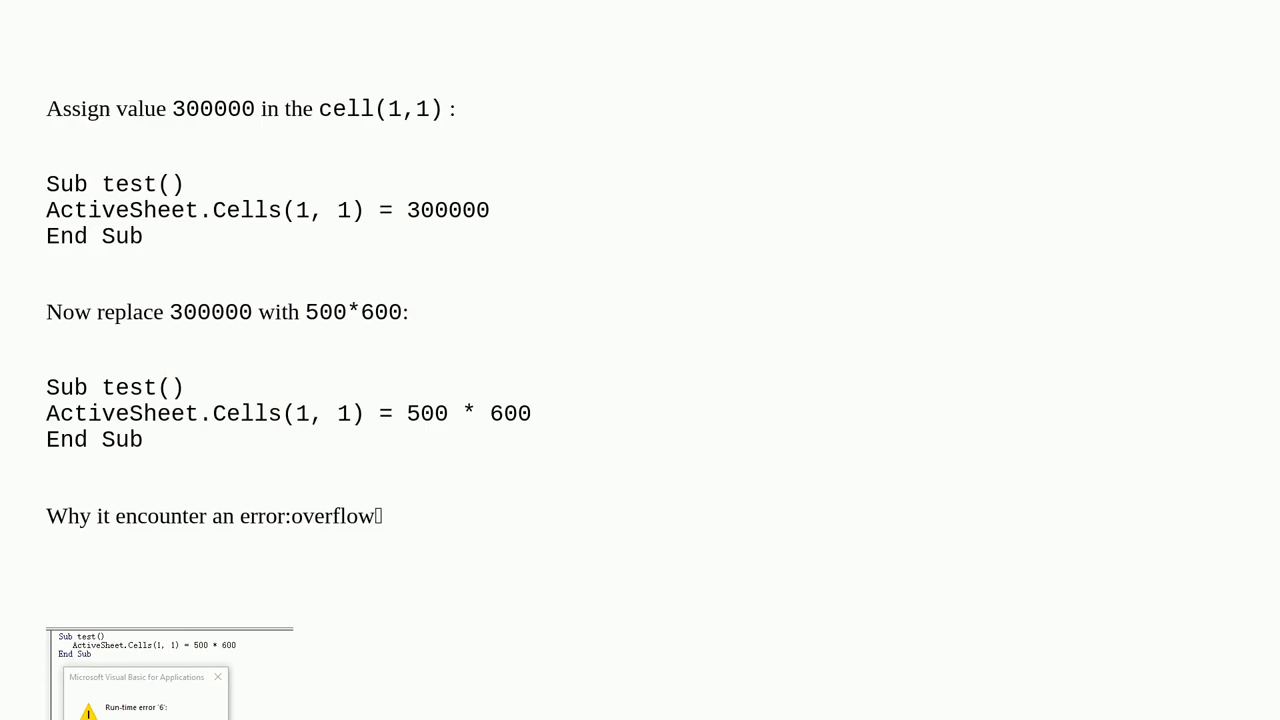 Assign value 300000 in the cell(1,1) :
Sub test()
ActiveSheet.Cells(1, 1) = 300000
End Sub
Now replace 300000 with 500*600:
Sub test()
ActiveSheet.Cells(1, 1) = 500 * 600
End Sub
Why it encounter an error:overflow
Sub test()
ActiveSheet.Cells(1, 1) = 500 * 600
End Sub
Microsoft Visual Basic for Applications
Run-time error '6':